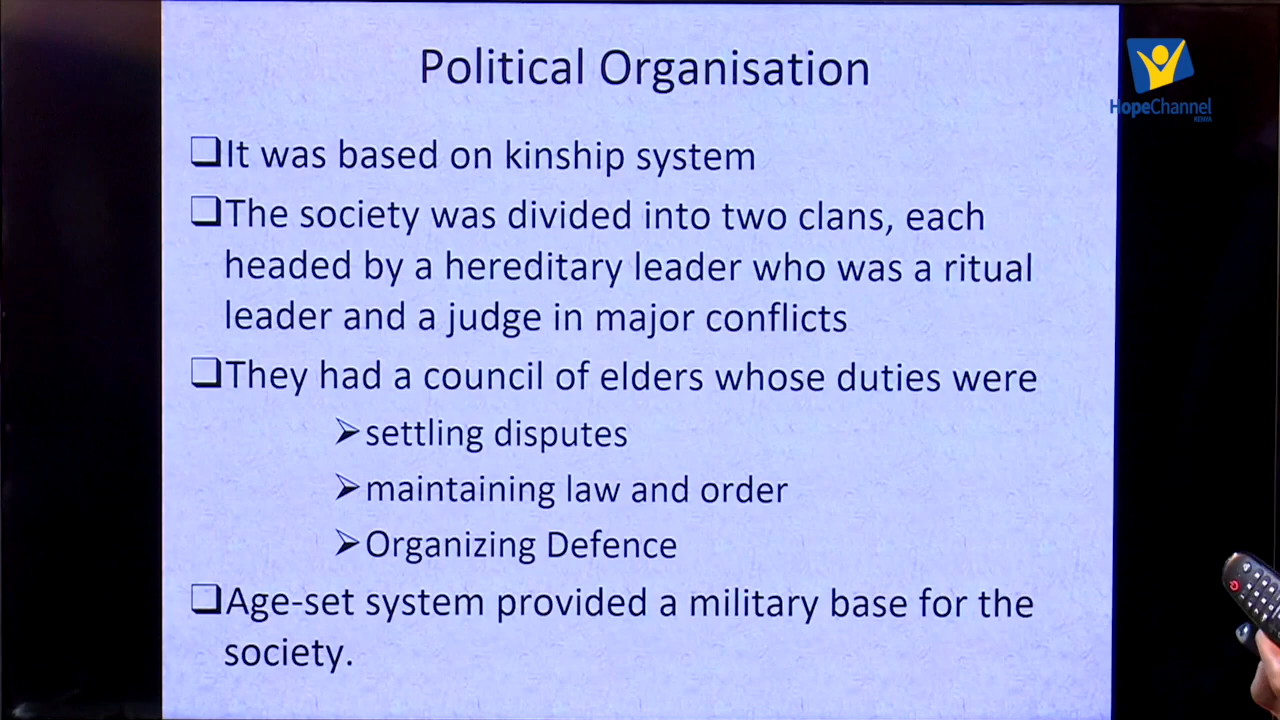 Political Organisation
HopeChannel
KENYA
❑It was based on kinship system
❑The society was divided into two clans, each
headed by a hereditary leader who was a ritual
leader and a judge in major conflicts
❑They had a council of elders whose duties were
➢settling disputes
➢maintaining law and order
➢Organizing Defence
❑Age-set system provided a military base for the
society.